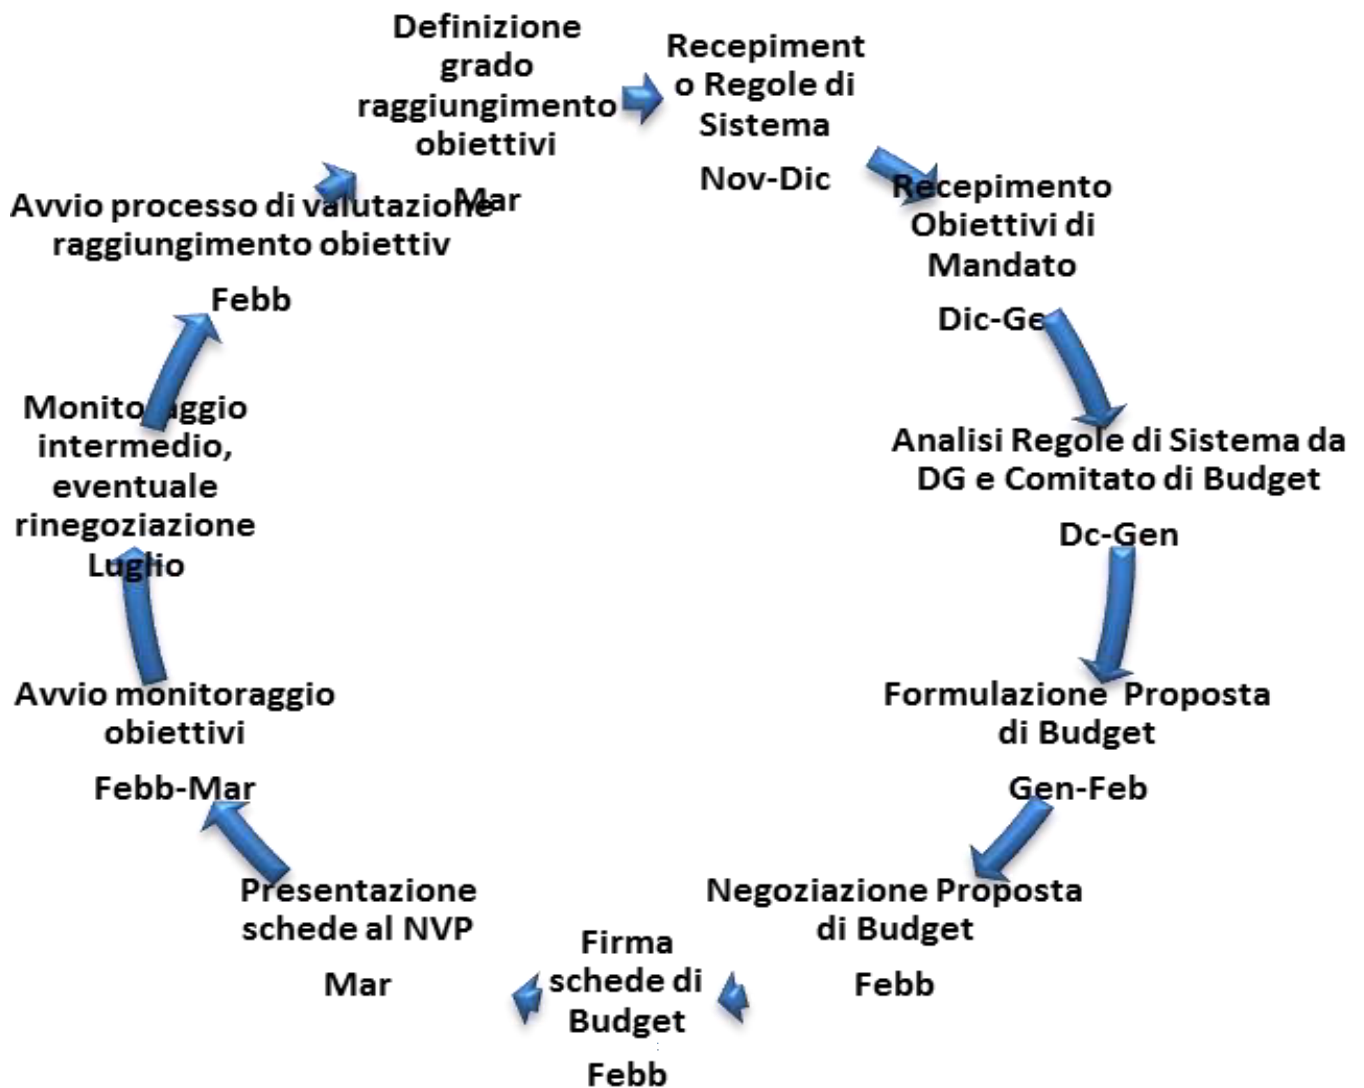 Definizione
grado
raggiungimento
obiettivi
Mar
Recepiment
o Regole di
Sistema
Nov-Dic
Recepimento
Obiettivi di
Mandato
Dic-Ge
Analisi Regole di Sistema da
DG e Comitato di Budget
Dc-Gen
Formulazione Proposta
di Budget
Gen-Feb
Negoziazione Proposta
di Budget
Febb
Firma
schede di
Budget
Febb
Presentazione
schede al NVP
Mar
Avvio monitoraggio
obiettivi
Febb-Mar
Monitoraggio
intermedio,
eventuale
rinegoziazione
Luglio
Avvio processo di valutazione
raggiungimento obiettiv
Febb